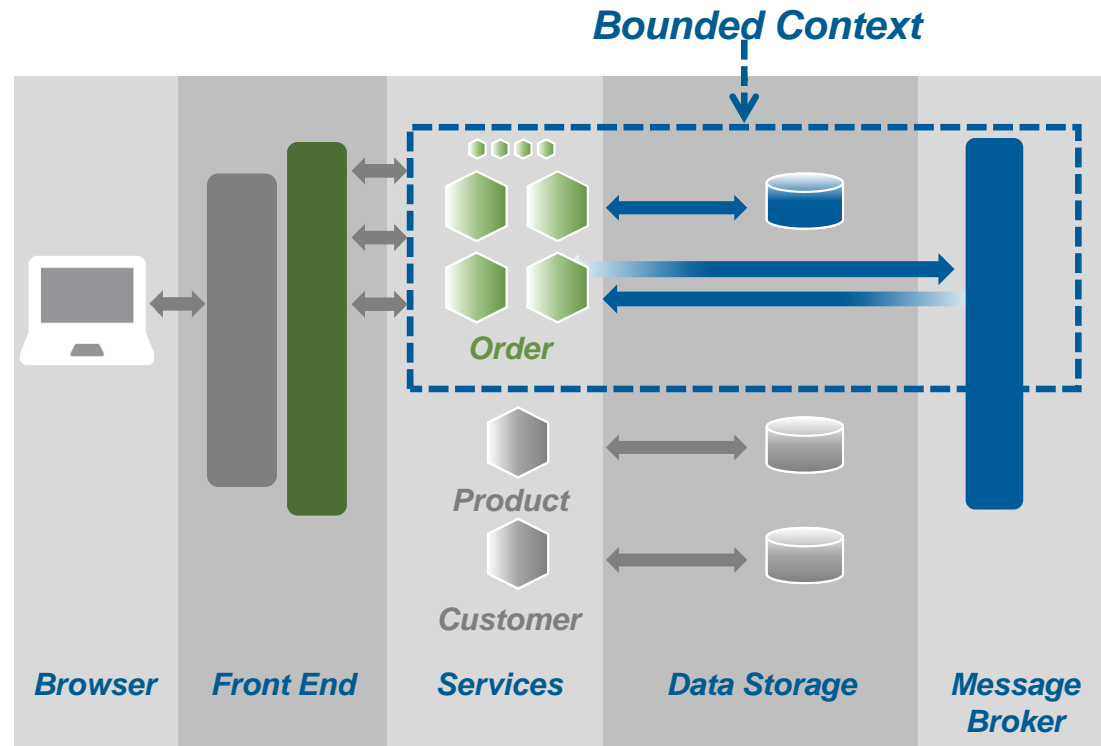 Bounded Context
Order
Product
Customer
Browser
Front End
Services
Data Storage
Message
Broker